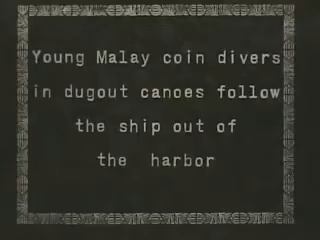 Young Malay coin divers
in dugout canoes follow
the ship out of
the harbor